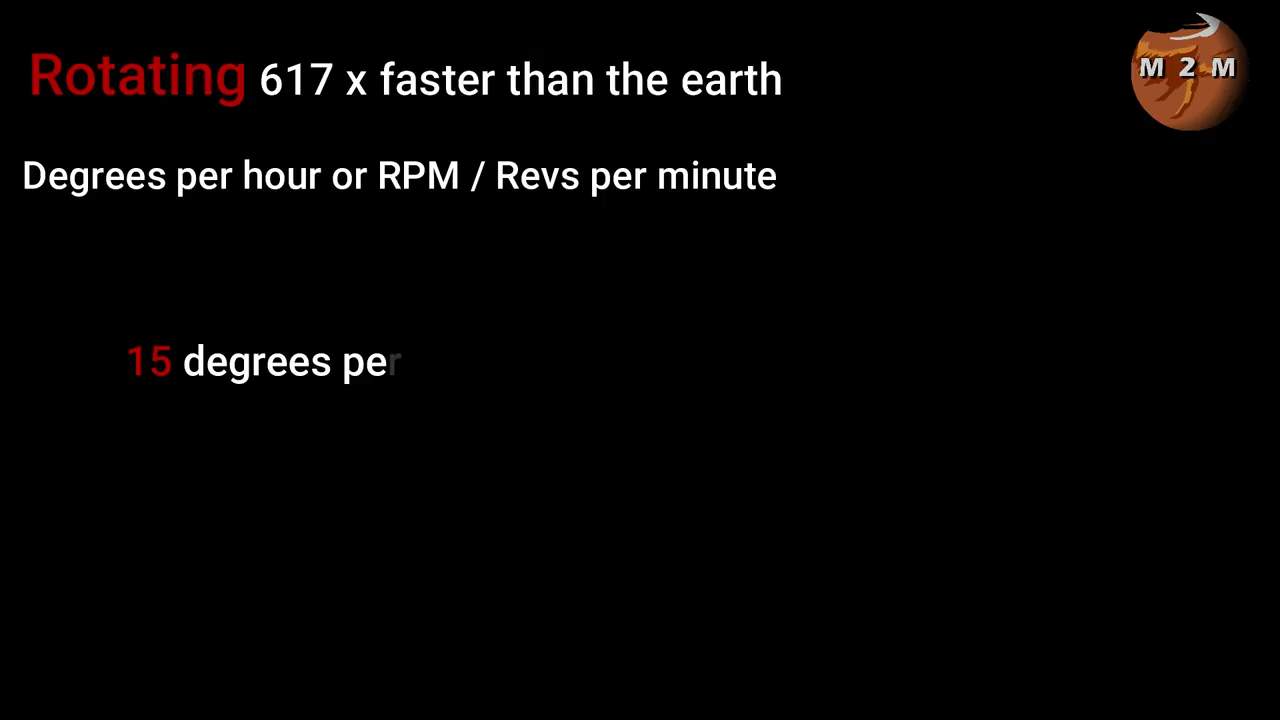 Rotating 617 x faster than the earth
M 2 M
Degrees per hour or RPM / Revs per minute
15 degrees per